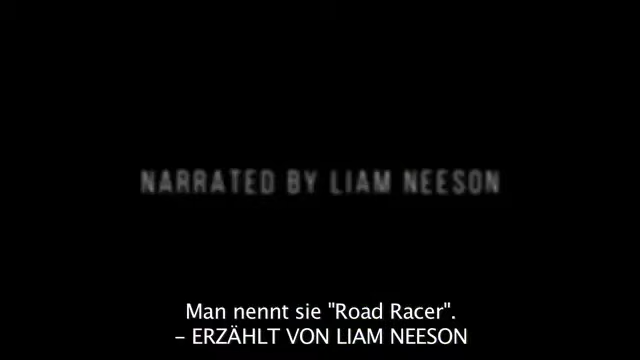 NARRATED BY LIAM NEESON
Man nennt sie "Road Racer".
- ERZÄHLT VON LIAM NEESON